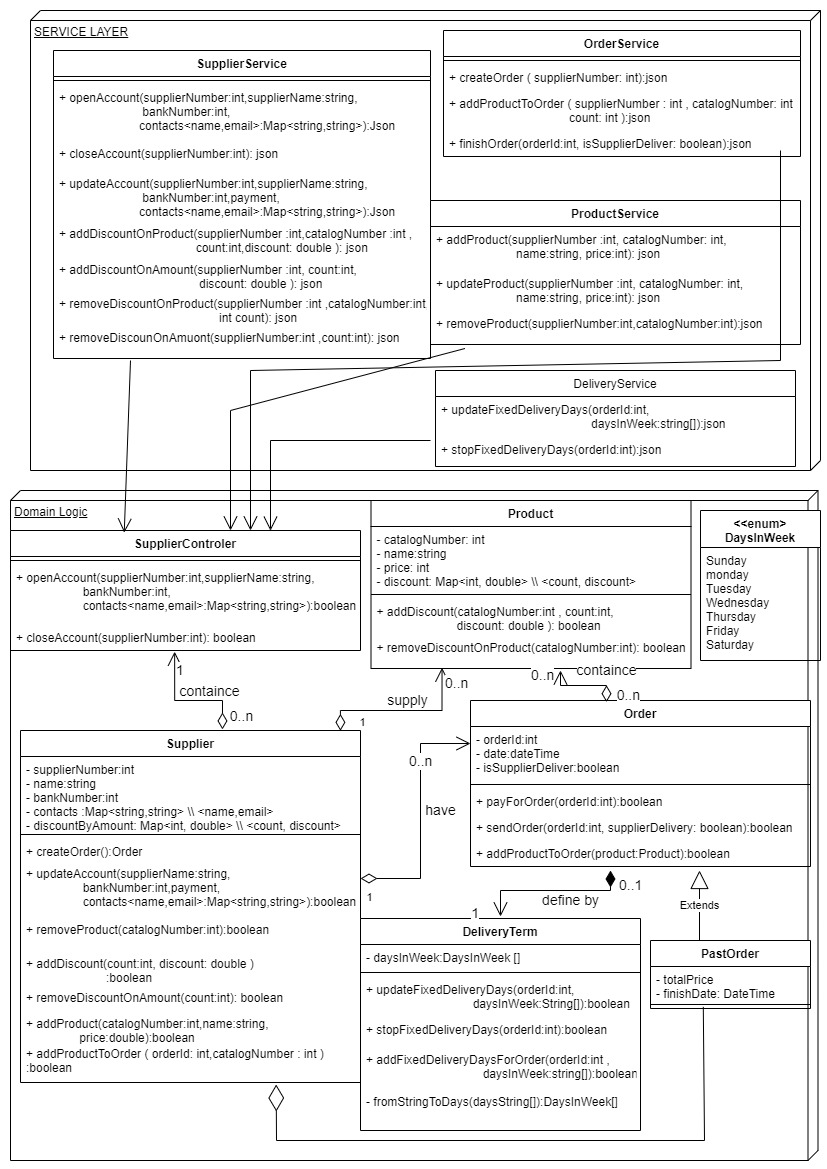 SERVICE LAYER
SupplierService
+ openAccount(supplierNumber:int,supplierName:string,
bankNumber:int,
contacts<name,email>:Map<string,string>):Json
+ closeAccount(supplierNumber:int): json
+ updateAccount(supplierNumber:int,supplierName:string,
bankNumber:int,payment,
contacts<name,email>:Map<string,string>):Json
+ addDiscountOnProduct(supplierNumber :int,catalogNumber :int ,
count:int,discount: double ): json
+ addDiscountOnAmount(supplierNumber :int, count:int,
discount: double ): json
+ removeDiscountOnProduct(supplierNumber :int ,catalogNumber:int
int count): json
+ removeDiscounOnAmuont(supplierNumber:int ,count:int): json
OrderService
+ createOrder ( supplierNumber: int):json
+ addProductToOrder ( supplierNumber : int , catalogNumber: int
count: int ):json
+ finishOrder(orderId:int, isSupplierDeliver: boolean):json
ProductService
+ addProduct(supplierNumber :int, catalogNumber: int,
name:string, price:int): json
+ updateProduct(supplierNumber :int, catalogNumber: int,
name:string, price:int): json
+ removeProduct(supplierNumber:int,catalogNumber:int):json
DeliveryService
+ updateFixedDeliveryDays(orderId:int,
daysInWeek:string[]):json
+ stopFixedDeliveryDays(orderId:int):json
Domain Logic
SupplierControler
+ openAccount(supplierNumber:int,supplierName:string,
bankNumber:int,
contacts<name,email>:Map<string,string>):boolean
+ closeAccount(supplierNumber:int): boolean
Product
- catalogNumber: int
- name:string
- price: int
- discount: Map<int, double> \\ <count, discount>
+ addDiscount(catalogNumber:int , count:int,
discount: double ): boolean
+ removeDiscountOnProduct(catalogNumber:int): boolean
<<enum>
DaysInWeek
Sunday
monday
Tuesday
Wednesday
Thursday
Friday
Saturday
1
containce
0..n
supply
1
0..n
0..n
containce
0..n
Supplier
- supplierNumber:int
- name:string
- bankNumber:int
- contacts :Map<string,string> \\ <name,email>
- discountByAmount: Map<int, double> \\ <count, discount>
+ createOrder():Order
+ updateAccount(supplierName:string,
bankNumber:int,payment,
contacts<name,email>:Map<string,string>):boolean
+ removeProduct(catalogNumber:int):boolean
+ addDiscount(count:int, discount: double )
:boolean
+ removeDiscountOnAmount(count:int): boolean
+ addProduct(catalogNumber:int,name:string,
price:double):boolean
+ addProductToOrder ( orderId: int,catalogNumber : int )
:boolean
0..n
have
1
Order
- orderId:int
- date:dateTime
- isSupplierDeliver:boolean
+ payForOrder(orderId:int):boolean
+ sendOrder(orderId:int, supplierDelivery: boolean):boolean
+ addProductToOrder(product:Product):boolean
0..1
define by
1
Extends
DeliveryTerm
- daysInWeek:DaysInWeek []
+ updateFixedDeliveryDays(orderId:int,
daysInWeek:String[]):boolean
+ stopFixedDeliveryDays(orderId:int):boolean
+ addFixedDeliveryDaysForOrder(orderId:int ,
daysInWeek:string[]):boolean
- fromStringToDays(daysString[]):DaysInWeek[]
PastOrder
- totalPrice
- finishDate: DateTime